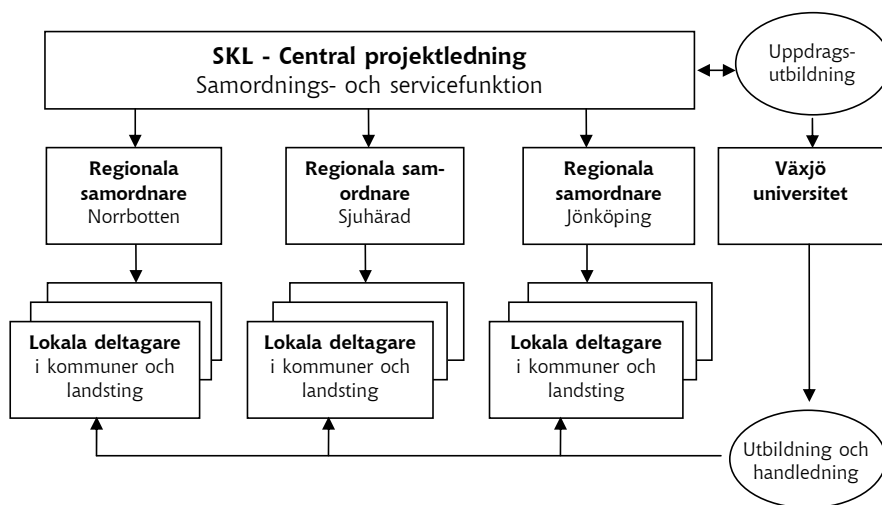 SKL - Central projektledning
Samordnings- och servicefunktion
Uppdrags-
utbildning
Regionala
samordnare
Norrbotten
Regionala sam-
ordnare
Sjuhärad
Regionala
samordnare
Jönköping
Växjö
universitet
Lokala deltagare
i kommuner och
landsting
Lokala deltagare
i kommuner och
landsting
Lokala deltagare
i kommuner och
landsting
Utbildning och
handledning